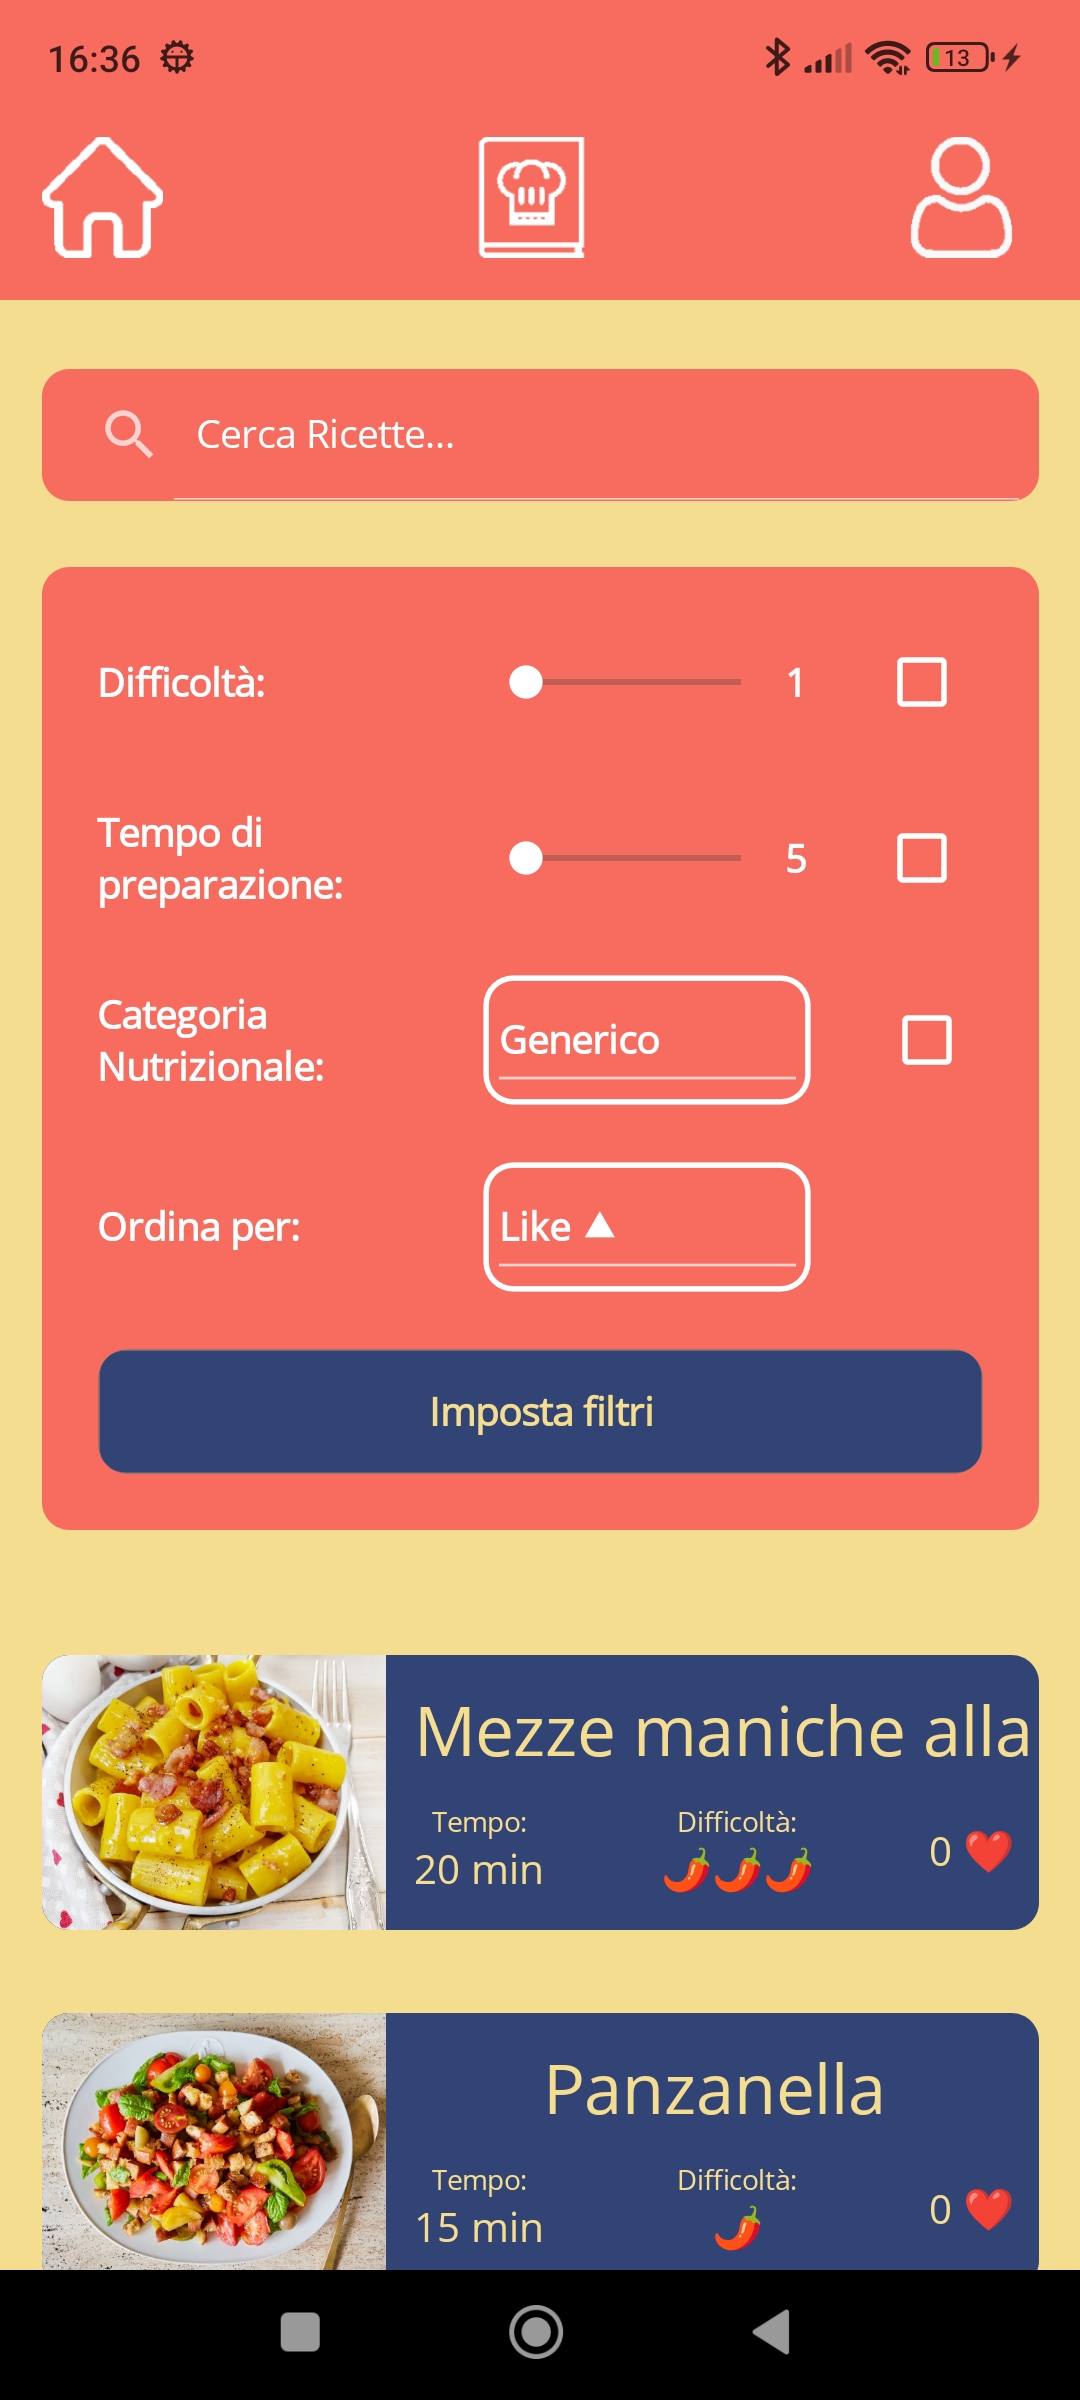 16:36
13
Cerca Ricette...
Difficoltà:
1
Tempo di
preparazione:
5
Categoria
Nutrizionale:
Generico
Ordina per:
Like ▲
Imposta filtri
Mezze maniche alla
Tempo:
Difficoltà:
20 min
🌶️🌶️🌶️
0 ❤️
Panzanella
Tempo:
Difficoltà:
15 min
🌶️
0 ❤️